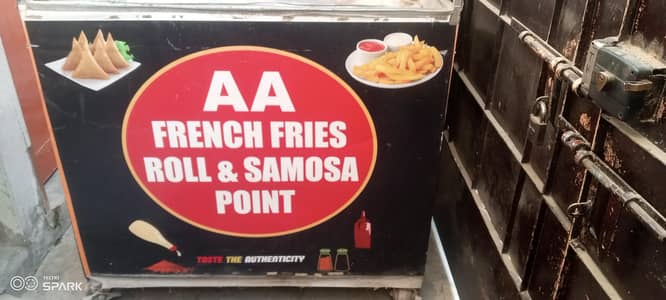 AA
FRENCH FRIES
ROLL & SAMOSA
POINT
TASTE THE AUTHENTICITY
TECNO
SPARK